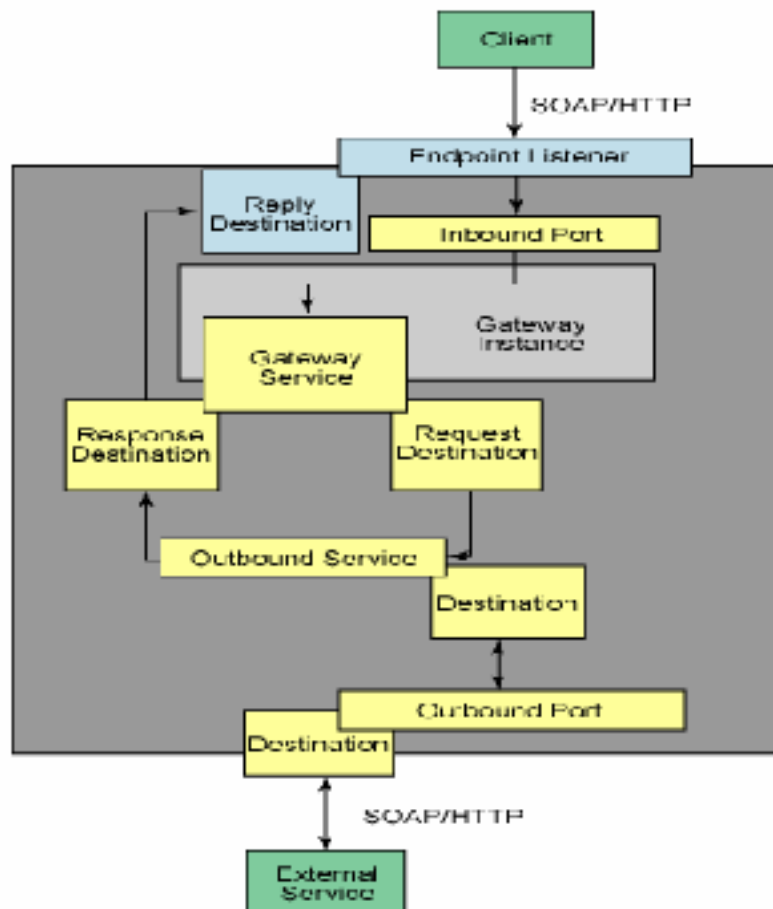 Client
SOAP/HTTP
Endpoint Listener
Reply
Destination
Inbound Port
Gateway
Instance
Gateway
Service
Response
Destination
Request
Destination
Outbound Service
Destination
Outbound Port
Destination
SOAP/HTTP
External
Service